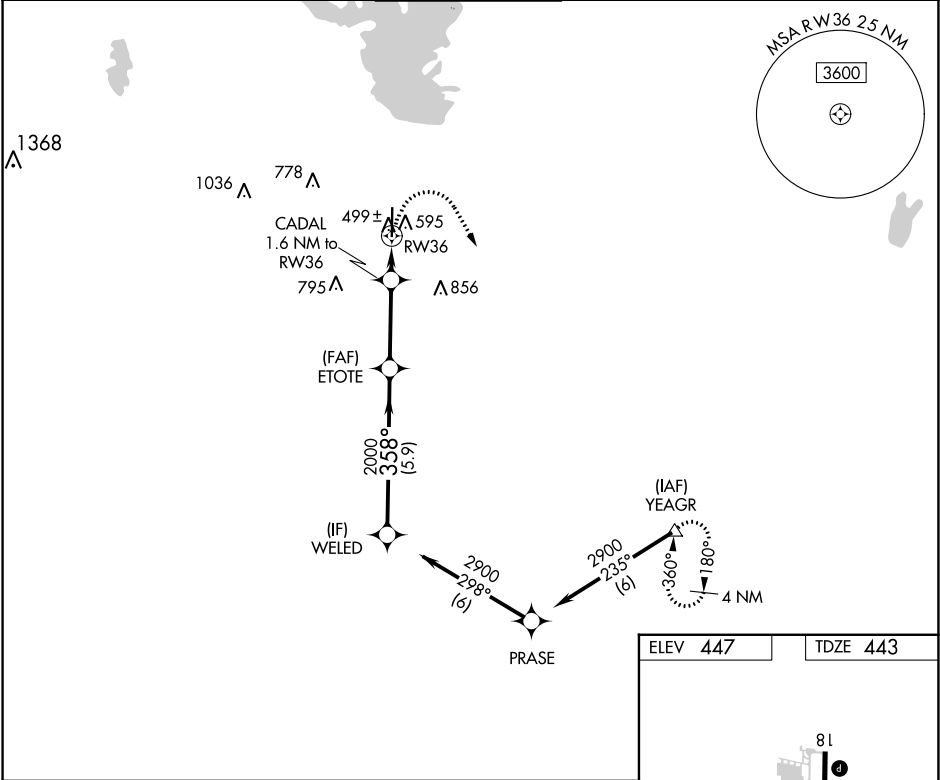 MSA RW36 25 NM
3600
1368
1036
778
499±
595
CADAL
1.6 NM to
RW36
RW36
795
856
(FAF)
ETOTE
2000
358°
(5.9)
(IAF)
YEAGR
(IF)
WELED
2900
235°
(6)
360°
180°
4 NM
2900
298°
(6)
PRASE
ELEV 447
TDZE 443
18
P